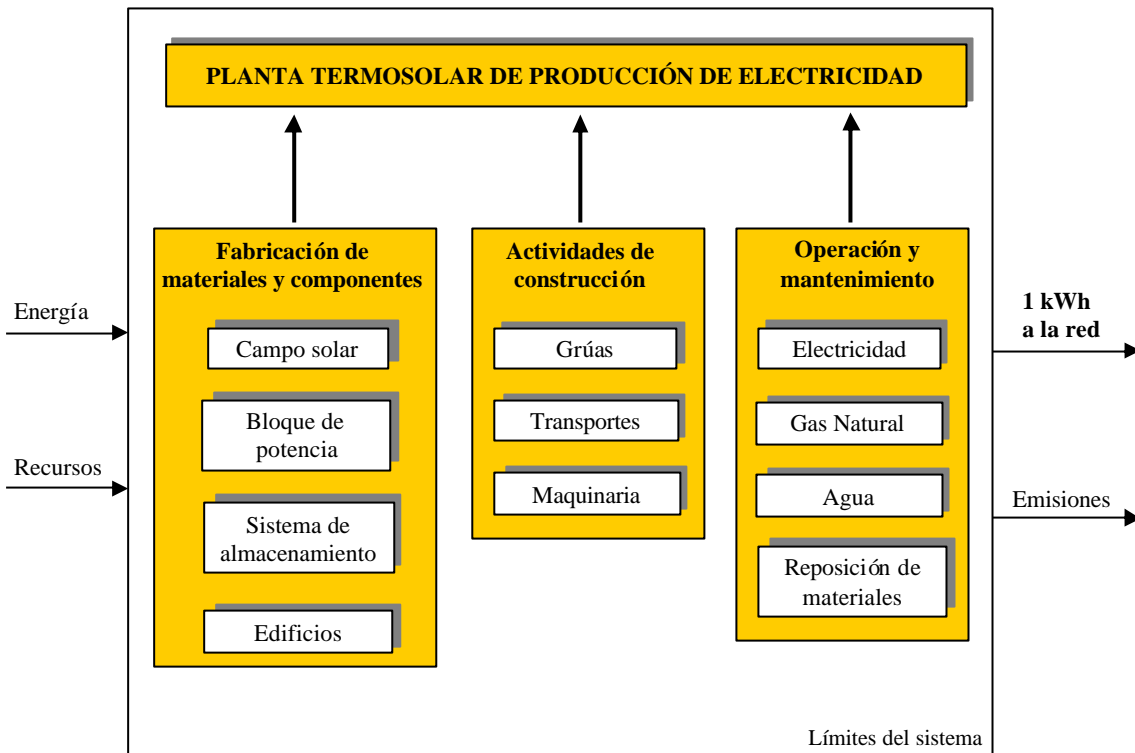 PLANTA TERMOSOLAR DE PRODUCCIÓN DE ELECTRICIDAD
Fabricación de
materiales y componentes
Campo solar
Bloque de
potencia
Sistema de
almacenamiento
Edificios
Actividades de
construcción
Grúas
Transportes
Maquinaria
Operación y
mantenimiento
Electricidad
Gas Natural
Agua
Reposición de
materiales
Energía
Recursos
1 kWh
a la red
Emisiones
Límites del sistema